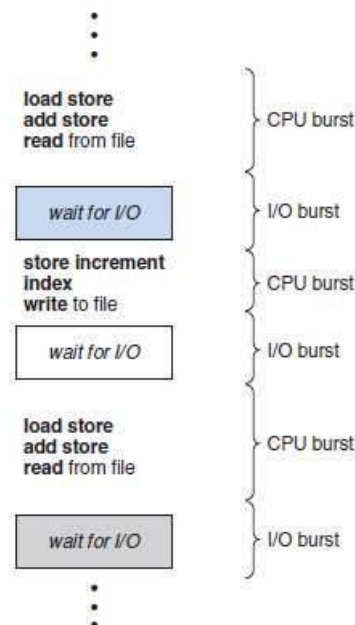 load store
add store
read from file
CPU burst
wait for I/O
I/O burst
store increment
index
write to file
CPU burst
wait for I/O
I/O burst
load store
add store
read from file
CPU burst
wait for I/O
I/O burst